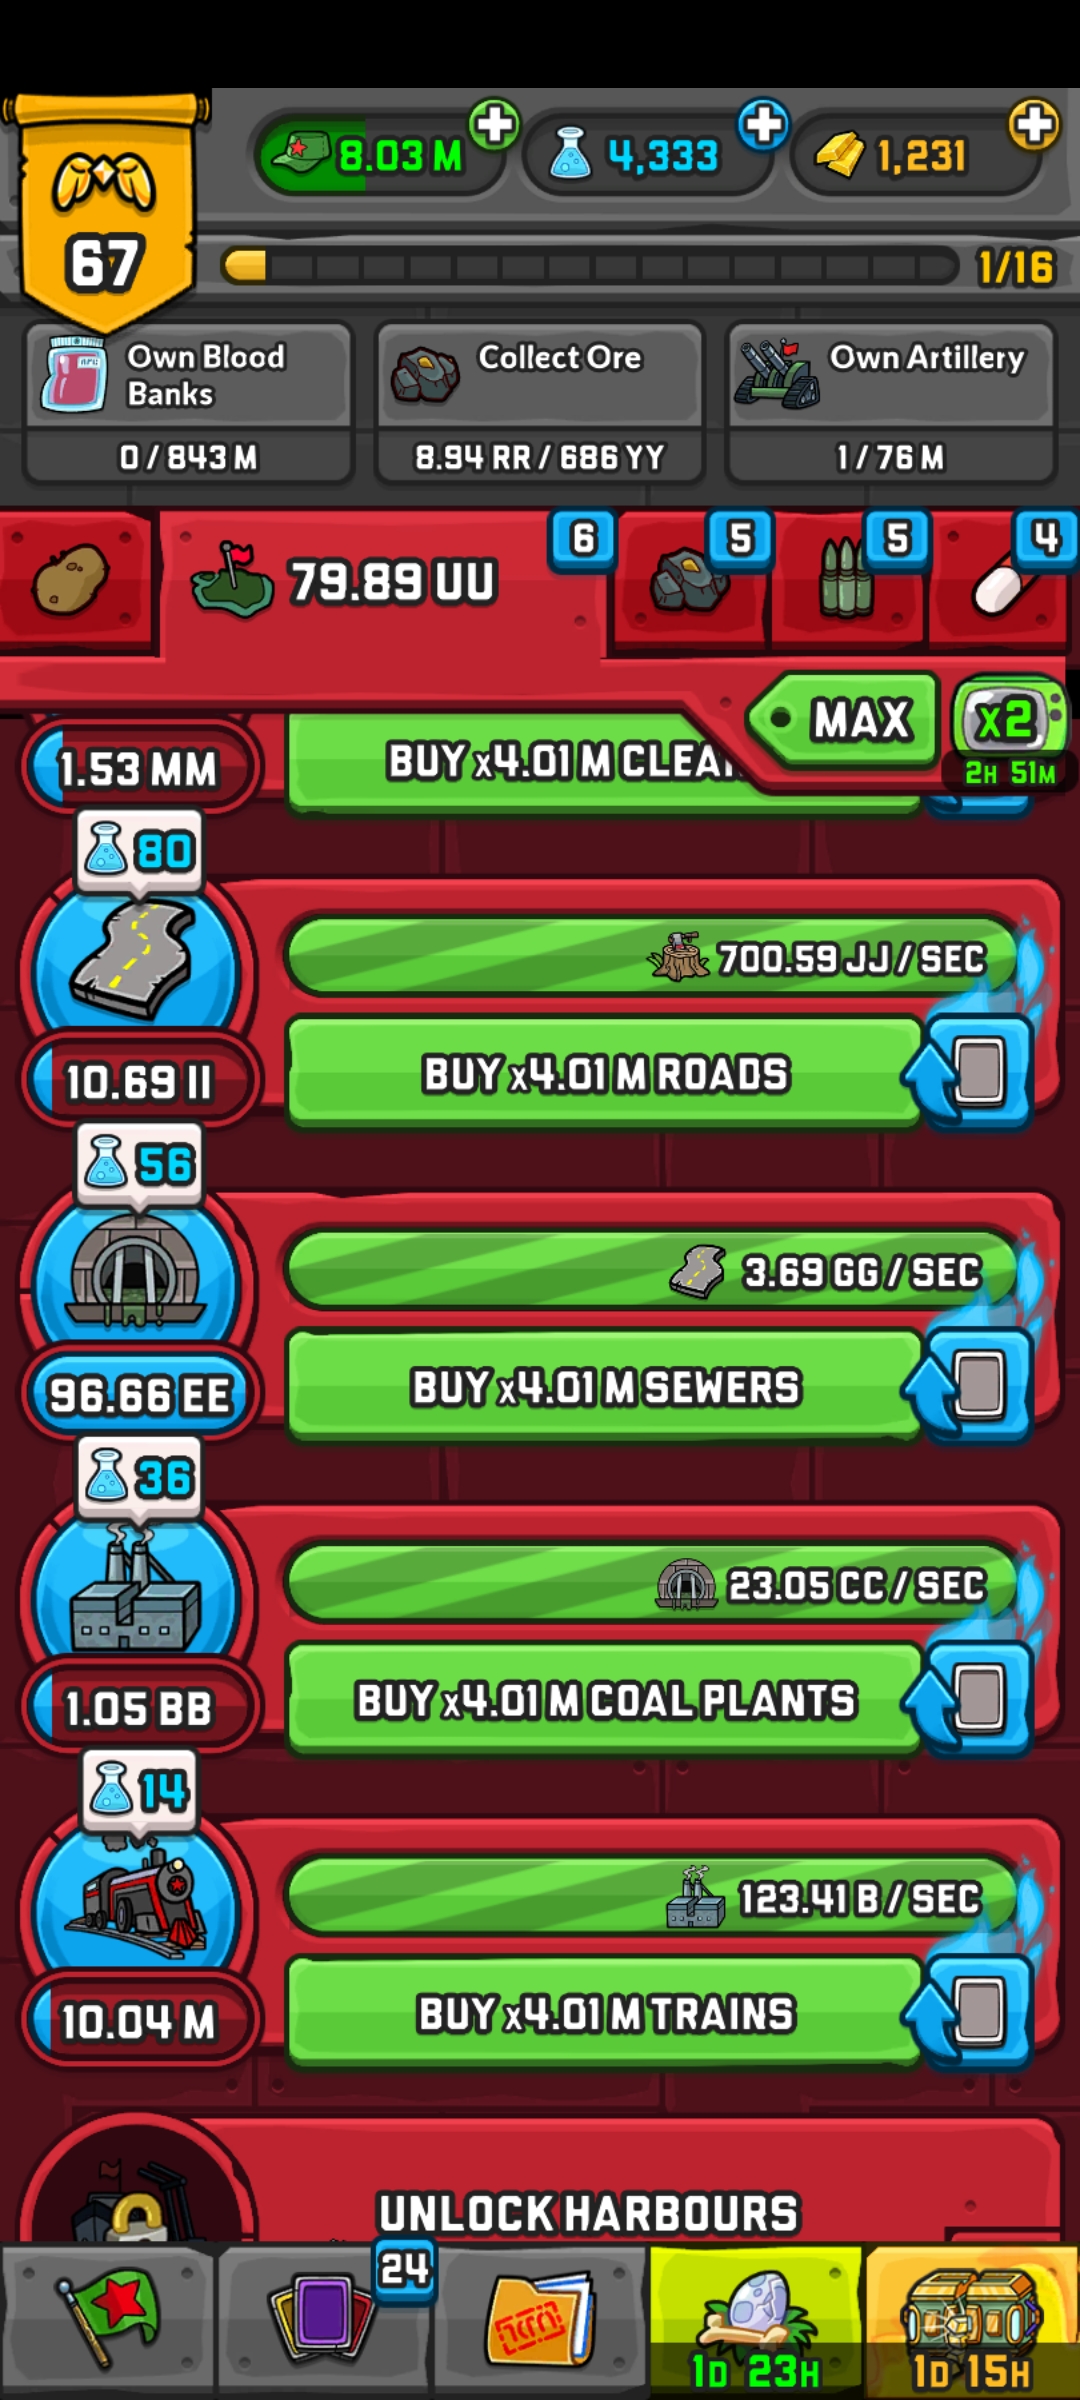 8.03 M
4,333
1,231
67
1/16
Own Blood
Banks
Collect Ore
Own Artillery
0 / 843 M
8.94 RR / 686 YY
1 / 76 M
79.89 UU
6
5
5
4
MAX
x2
2H 51M
1.53 MM
BUY x4.01 M CLEA
80
700.59 JJ / SEC
10.69 II
BUY x4.01 M ROADS
56
3.69 GG / SEC
96.66 EE
BUY x4.01 M SEWERS
36
23.05 CC / SEC
1.05 BB
BUY x4.01 M COAL PLANTS
14
123.41 B / SEC
10.04 M
BUY x4.01 M TRAINS
UNLOCK HARBOURS
24
1D 23H
1D 15H